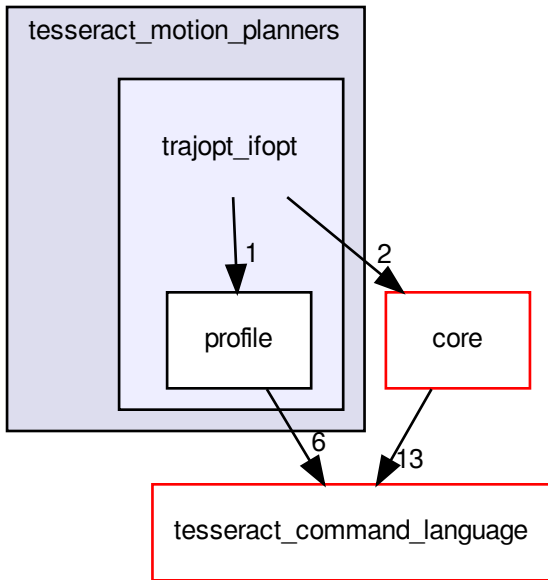 tesseract_motion_planners
trajopt_ifopt
1
2
profile
core
6
13
tesseract_command_language